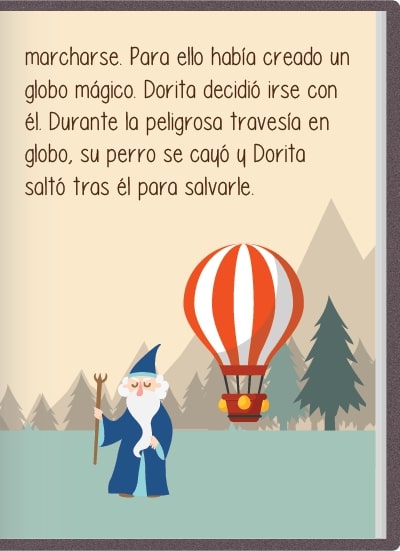 marcharse. Para ello había creado un
globo mágico. Dorita decidió irse con
él. Durante la peligrosa travesía en
globo, su perro se cayó y Dorita
saltó tras él para salvarle.